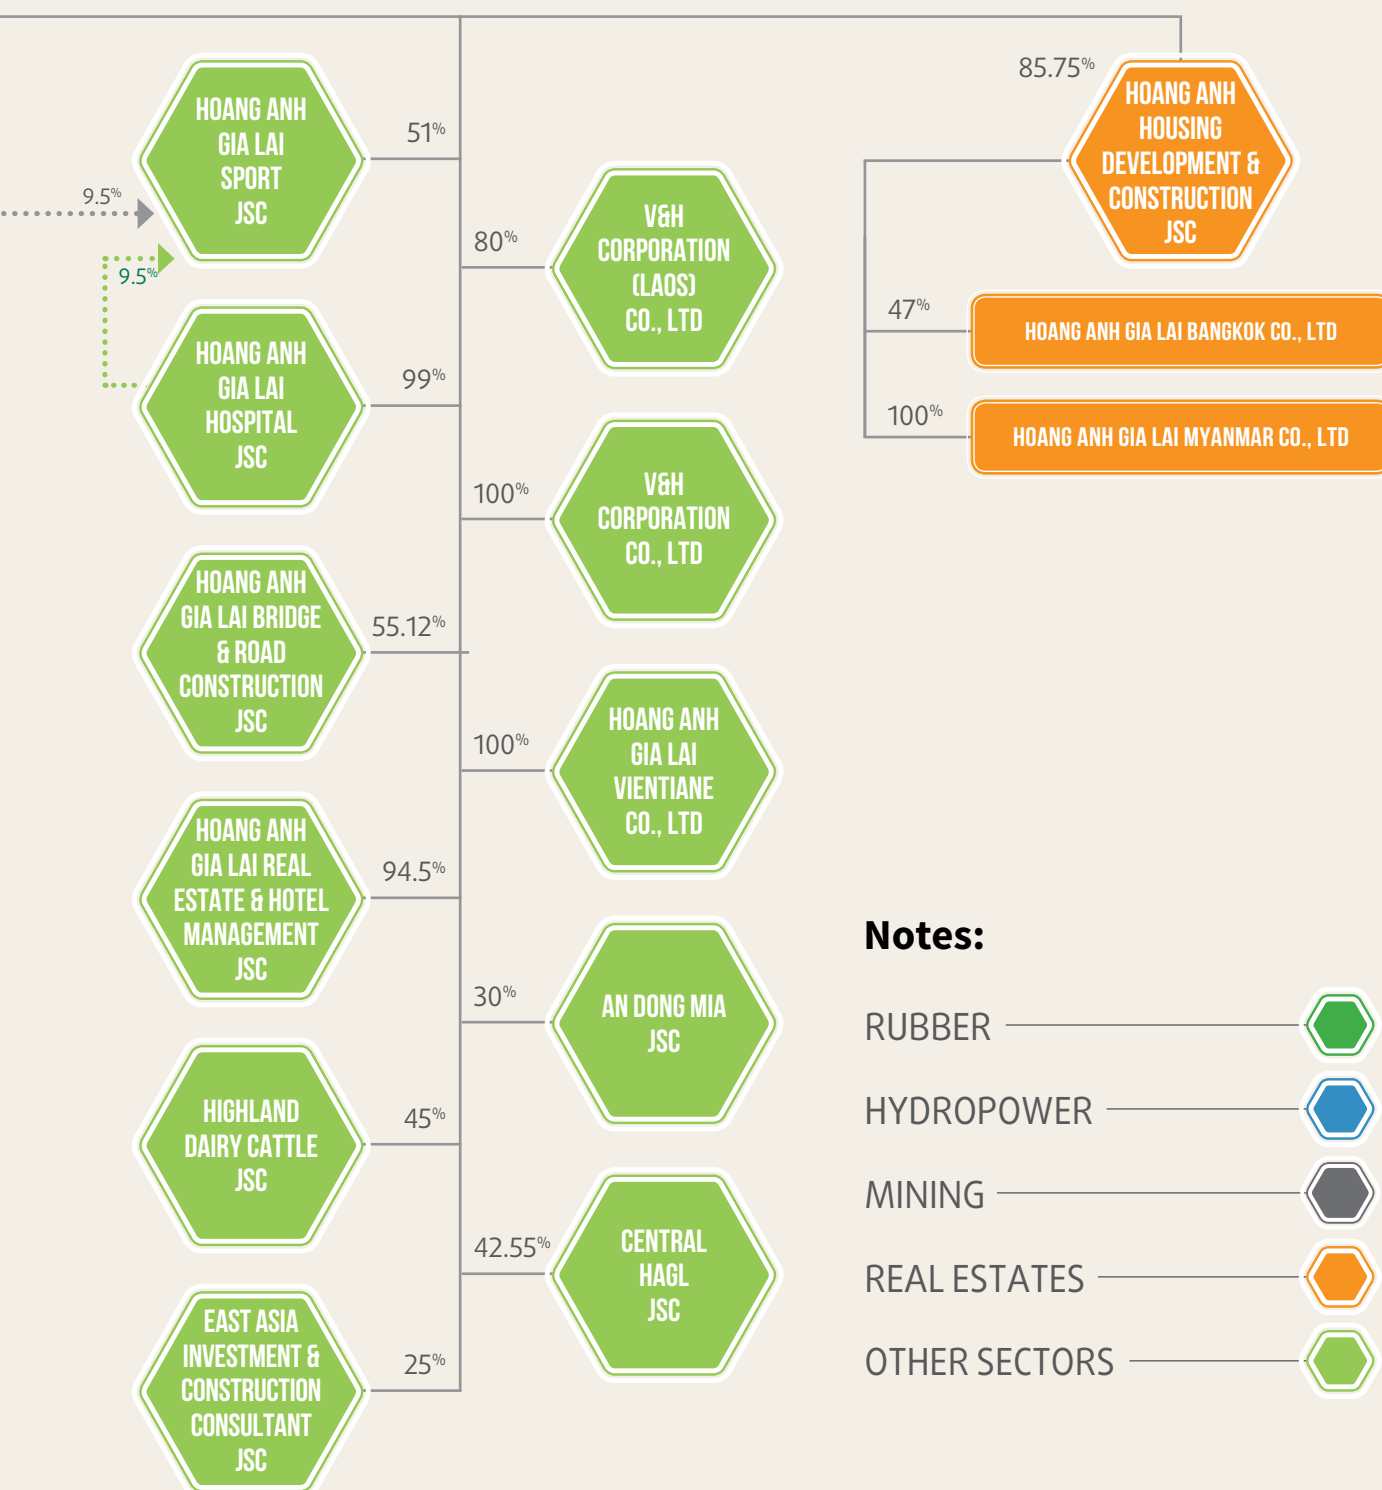 85.75%
HOANG ANH
HOUSING
DEVELOPMENT &
CONSTRUCTION
JSC
47%
HOANG ANH GIA LAI BANGKOK CO., LTD
100%
HOANG ANH GIA LAI MYANMAR CO., LTD
HOANG ANH
GIA LAI
SPORT
JSC
51%
9.5%
9.5%
HOANG ANH
GIA LAI
HOSPITAL
JSC
99%
HOANG ANH
GIA LAI BRIDGE
& ROAD
CONSTRUCTION
JSC
55.12%
HOANG ANH
GIA LAI REAL
ESTATE & HOTEL
MANAGEMENT
JSC
94.5%
HIGHLAND
DAIRY CATTLE
JSC
45%
EAST ASIA
INVESTMENT &
CONSTRUCTION
CONSULTANT
JSC
25%
80%
V&H
CORPORATION
(LAOS)
CO., LTD
100%
V&H
CORPORATION
CO., LTD
100%
HOANG ANH
GIA LAI
VIENTIANE
CO., LTD
30%
AN DONG MIA
JSC
42.55%
CENTRAL
HAGL
JSC
Notes:
RUBBER
HYDROPOWER
MINING
REAL ESTATES
OTHER SECTORS